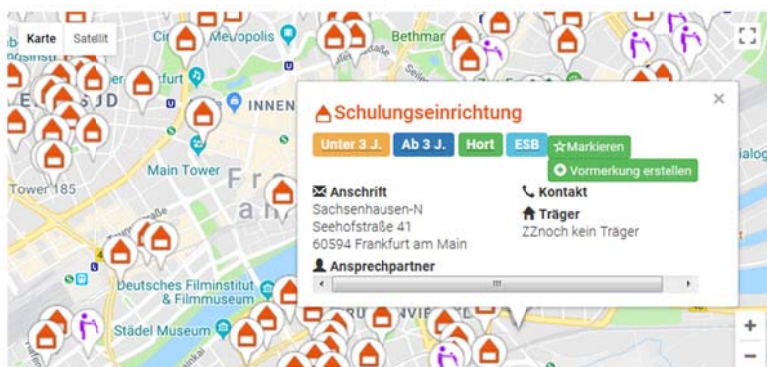 Karte Satellit
Metropolis
Bethmar
INNEN
Main Tower
Tower 185
Deutsches Filminstitut
& Filmmuseum
Städel Museum
Schulungseinrichtung
Unter 3 J. Ab 3 J. Hort ESB Markieren
Vormerkung erstellen
Anschrift
Sachsenhausen-N
Seehofstraße 41
60594 Frankfurt am Main
Ansprechpartner
Kontakt
Träger
ZZnoch kein Träger